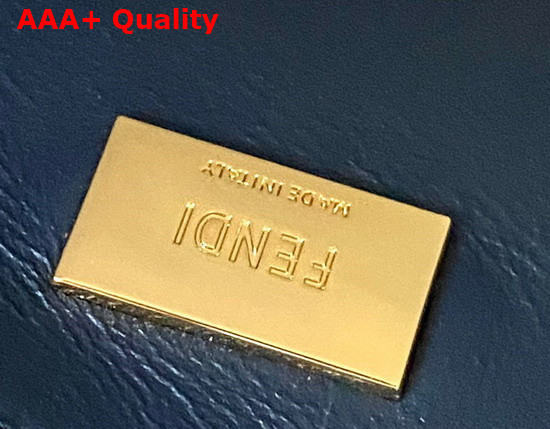 AAA+ Quality
FENDI
MADE IN ITALY